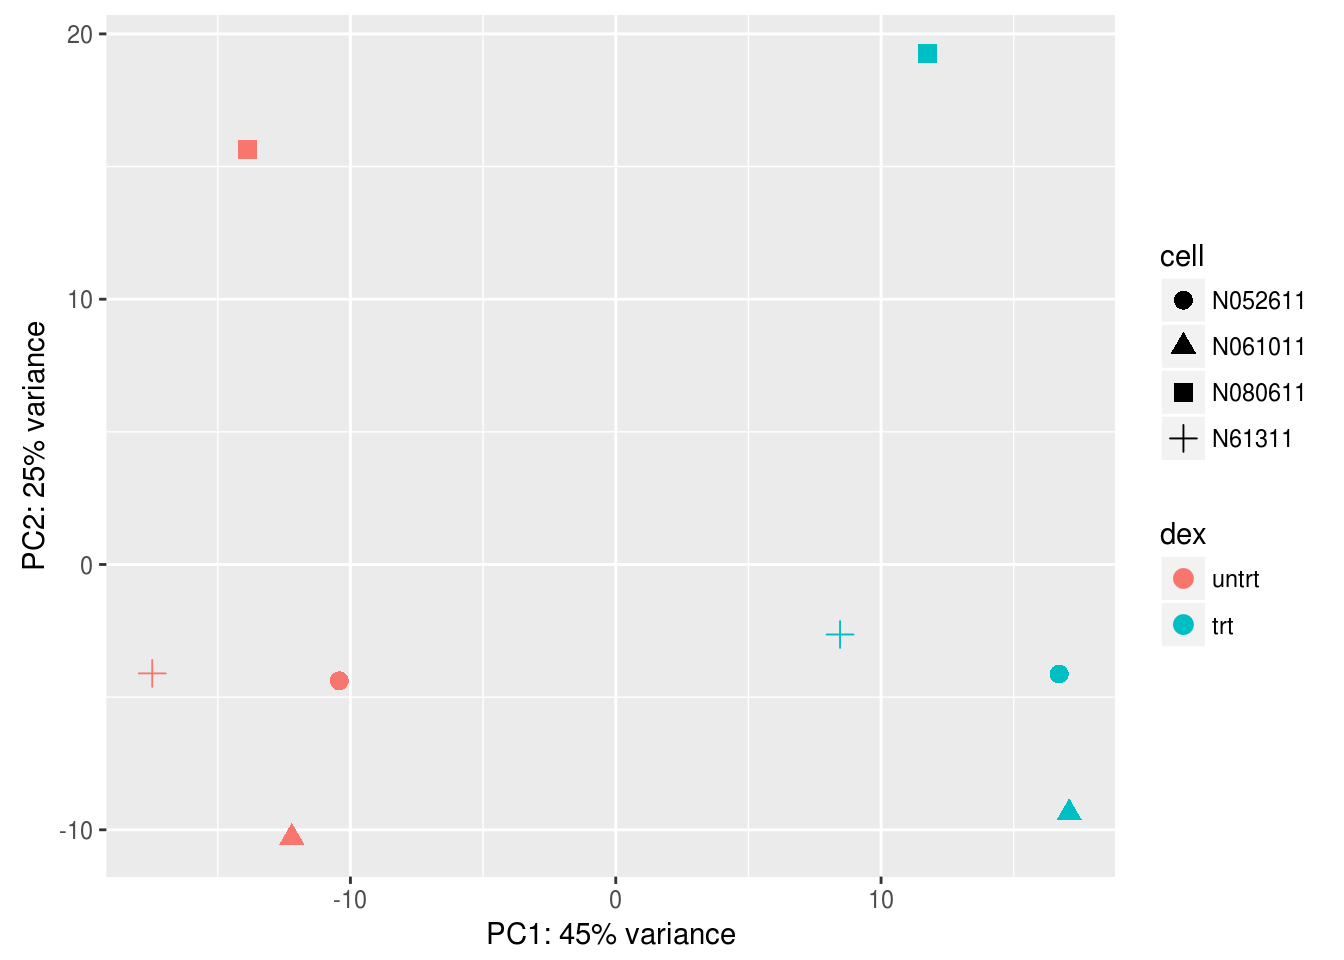 20
10
0
-10
PC2: 25% variance
-10
0
10
PC1: 45% variance
cell
N052611
N061011
N080611
N61311
dex
untrt
trt